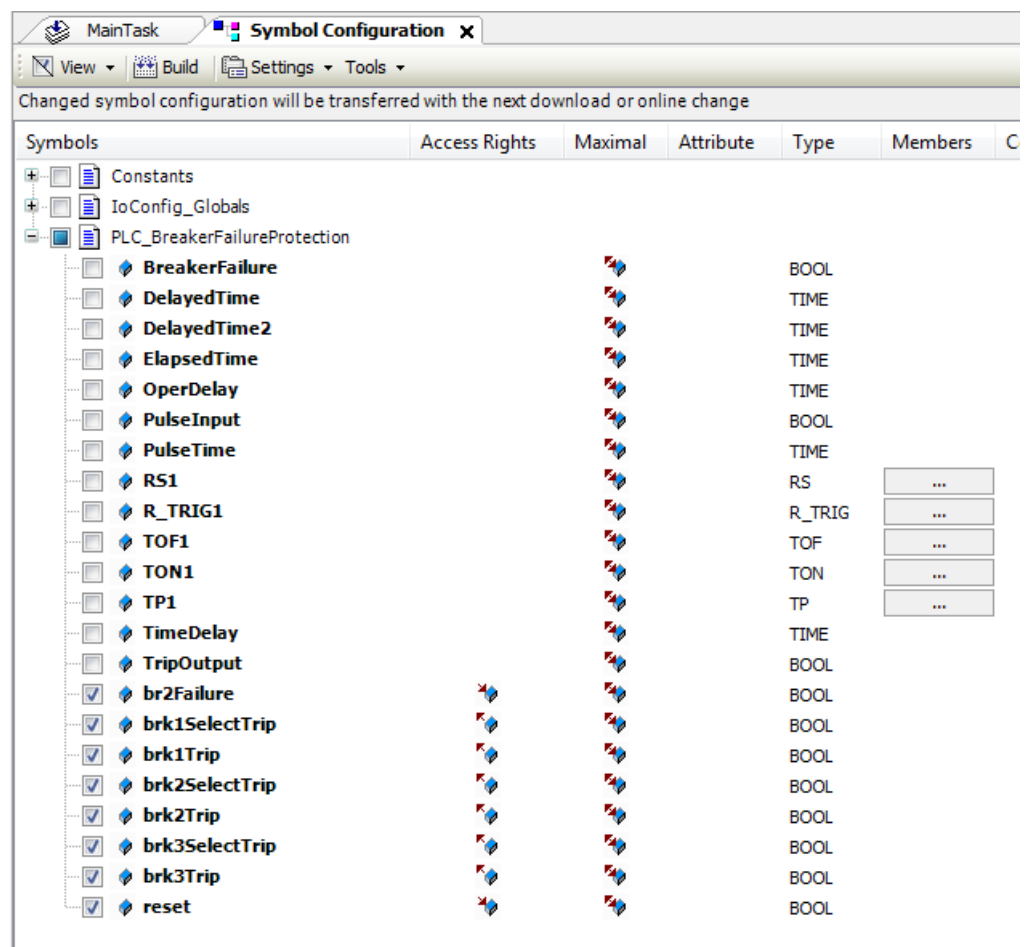 MainTask Symbol Configuration x
View Build Settings Tools
Changed symbol configuration will be transferred with the next download or online change
Symbols Access Rights Maximal Attribute Type Members C
Constants
IoConfig_Globals
PLC_BreakerFailureProtection
BreakerFailure BOOL
DelayedTime TIME
DelayedTime2 TIME
ElapsedTime TIME
OperDelay TIME
PulseInput BOOL
PulseTime TIME
RS1 RS ...
R_TRIG1 R_TRIG ...
TOF1 TOF ...
TON1 TON ...
TP1 TP ...
TimeDelay TIME
TripOutput BOOL
br2Failure BOOL
brk1SelectTrip BOOL
brk1Trip BOOL
brk2SelectTrip BOOL
brk2Trip BOOL
brk3SelectTrip BOOL
brk3Trip BOOL
reset BOOL